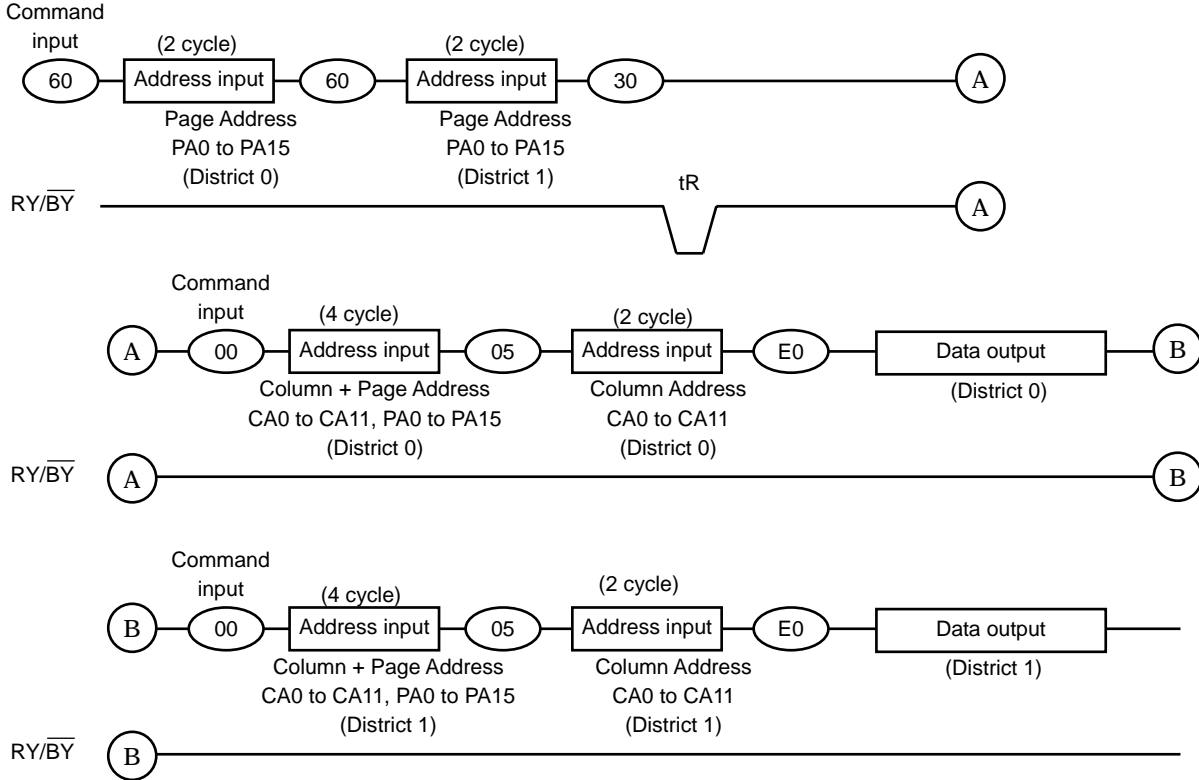 Command
input
(2 cycle) (2 cycle)
60 Address input 60 Address input 30 A
Page Address Page Address
PA0 to PA15 PA0 to PA15
(District 0) (District 1)
tR
RY/B̅Y̅ A
Command
input
(4 cycle) (2 cycle)
A 00 Address input 05 Address input E0 Data output B
Column + Page Address Column Address (District 0)
CA0 to CA11, PA0 to PA15 CA0 to CA11
(District 0) (District 0)
RY/B̅Y̅ A B
Command
input
(4 cycle) (2 cycle)
B 00 Address input 05 Address input E0 Data output
Column + Page Address Column Address (District 1)
CA0 to CA11, PA0 to PA15 CA0 to CA11
(District 1) (District 1)
RY/B̅Y̅ B